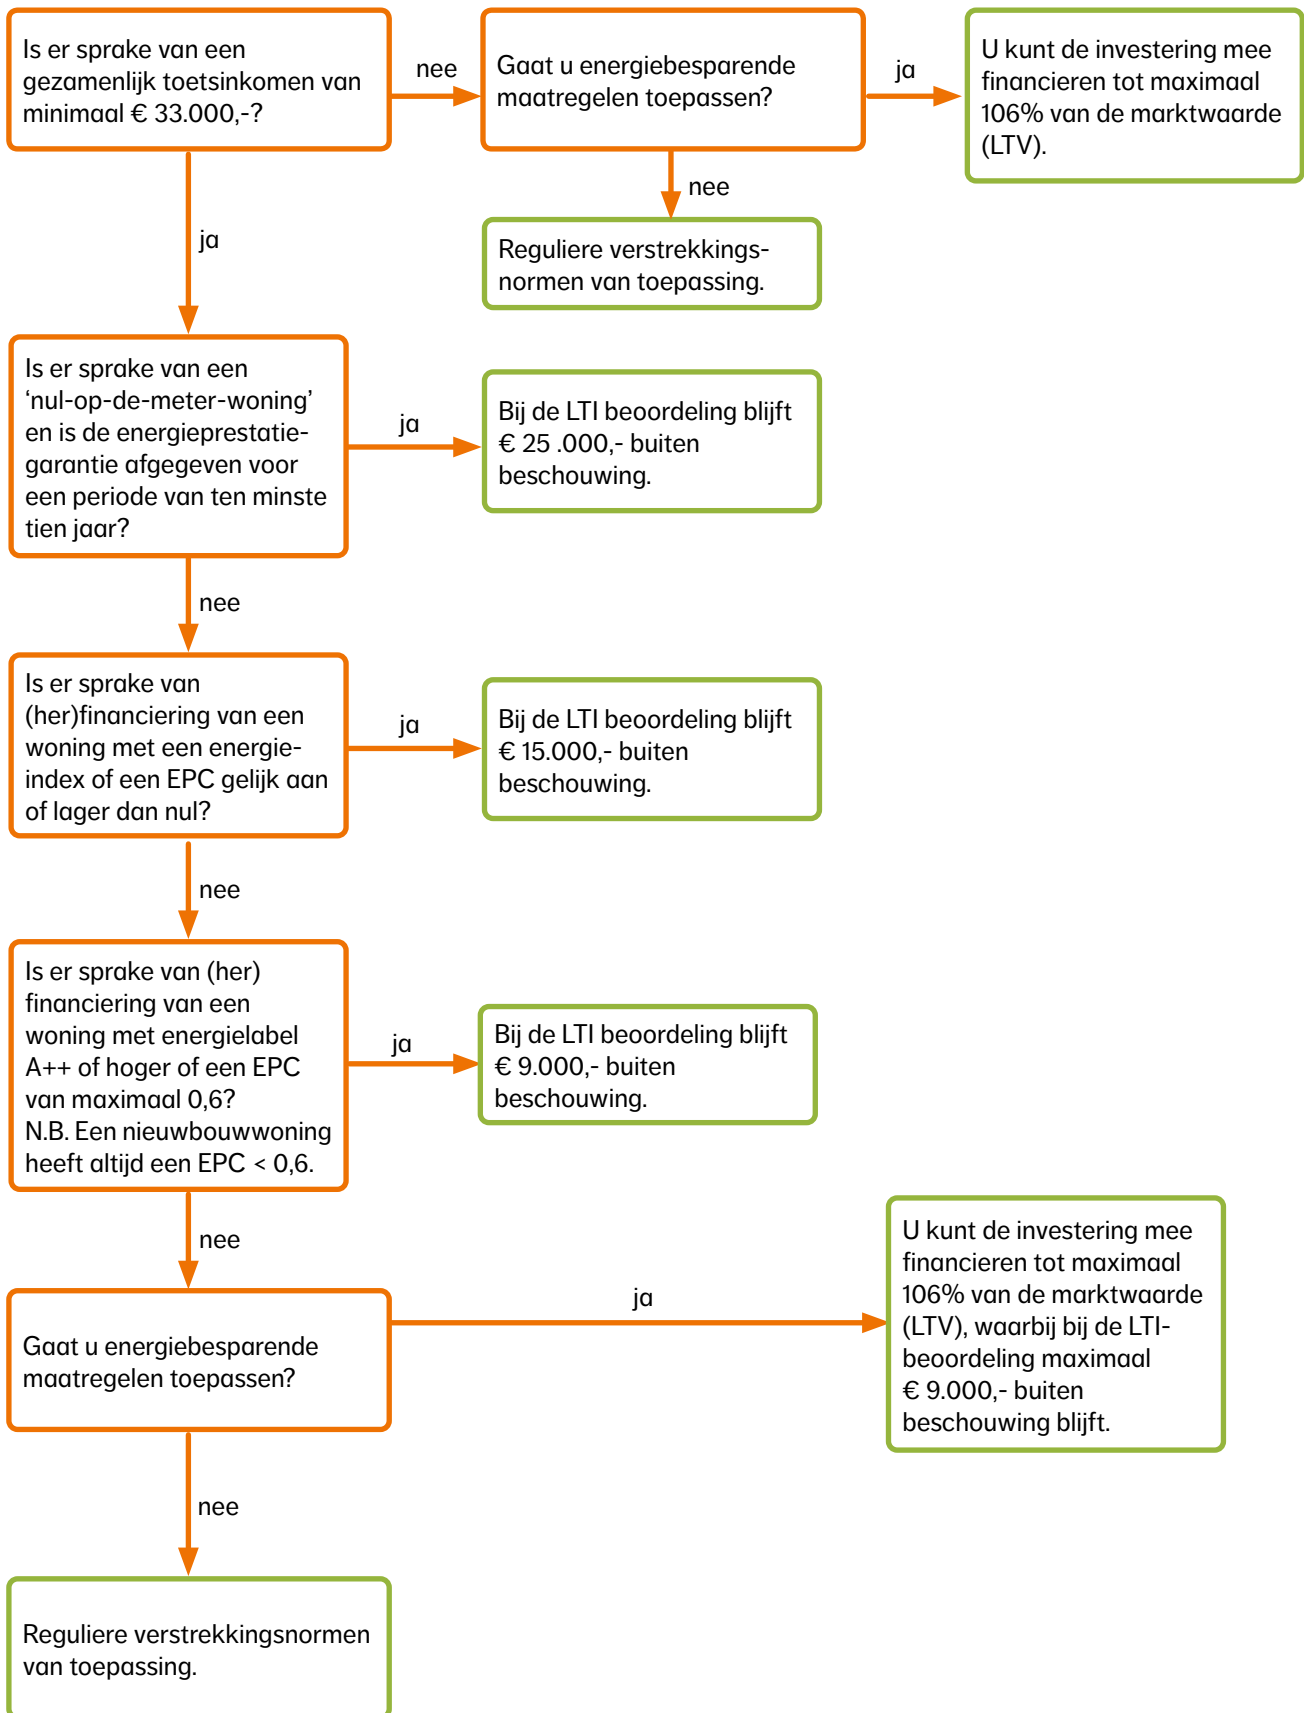 Is er sprake van een
gezamenlijk toetsinkomen van
minimaal € 33.000,-?
nee
Gaat u energiebesparende
maatregelen toepassen?
ja
U kunt de investering mee
financieren tot maximaal
106% van de marktwaarde
(LTV).
nee
Reguliere verstrekkings-
normen van toepassing.
ja
Is er sprake van een
‘nul-op-de-meter-woning’
en is de energieprestatie-
garantie afgegeven voor
een periode van ten minste
tien jaar?
ja
Bij de LTI beoordeling blijft
€ 25 .000,- buiten
beschouwing.
nee
Is er sprake van
(her)financiering van een
woning met een energie-
index of een EPC gelijk aan
of lager dan nul?
ja
Bij de LTI beoordeling blijft
€ 15.000,- buiten
beschouwing.
nee
Is er sprake van (her)
financiering van een
woning met energielabel
A++ of hoger of een EPC
van maximaal 0,6?
N.B. Een nieuwbouwwoning
heeft altijd een EPC < 0,6.
ja
Bij de LTI beoordeling blijft
€ 9.000,- buiten
beschouwing.
nee
Gaat u energiebesparende
maatregelen toepassen?
ja
U kunt de investering mee
financieren tot maximaal
106% van de marktwaarde
(LTV), waarbij bij de LTI-
beoordeling maximaal
€ 9.000,- buiten
beschouwing blijft.
nee
Reguliere verstrekkingsnormen
van toepassing.